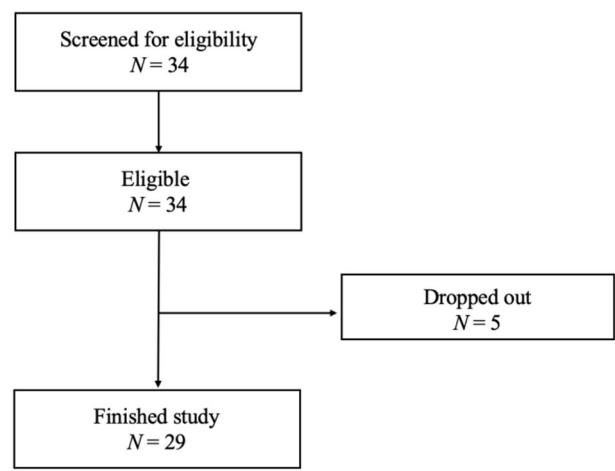 Screened for eligibility
N = 34
Eligible
N = 34
Dropped out
N = 5
Finished study
N = 29